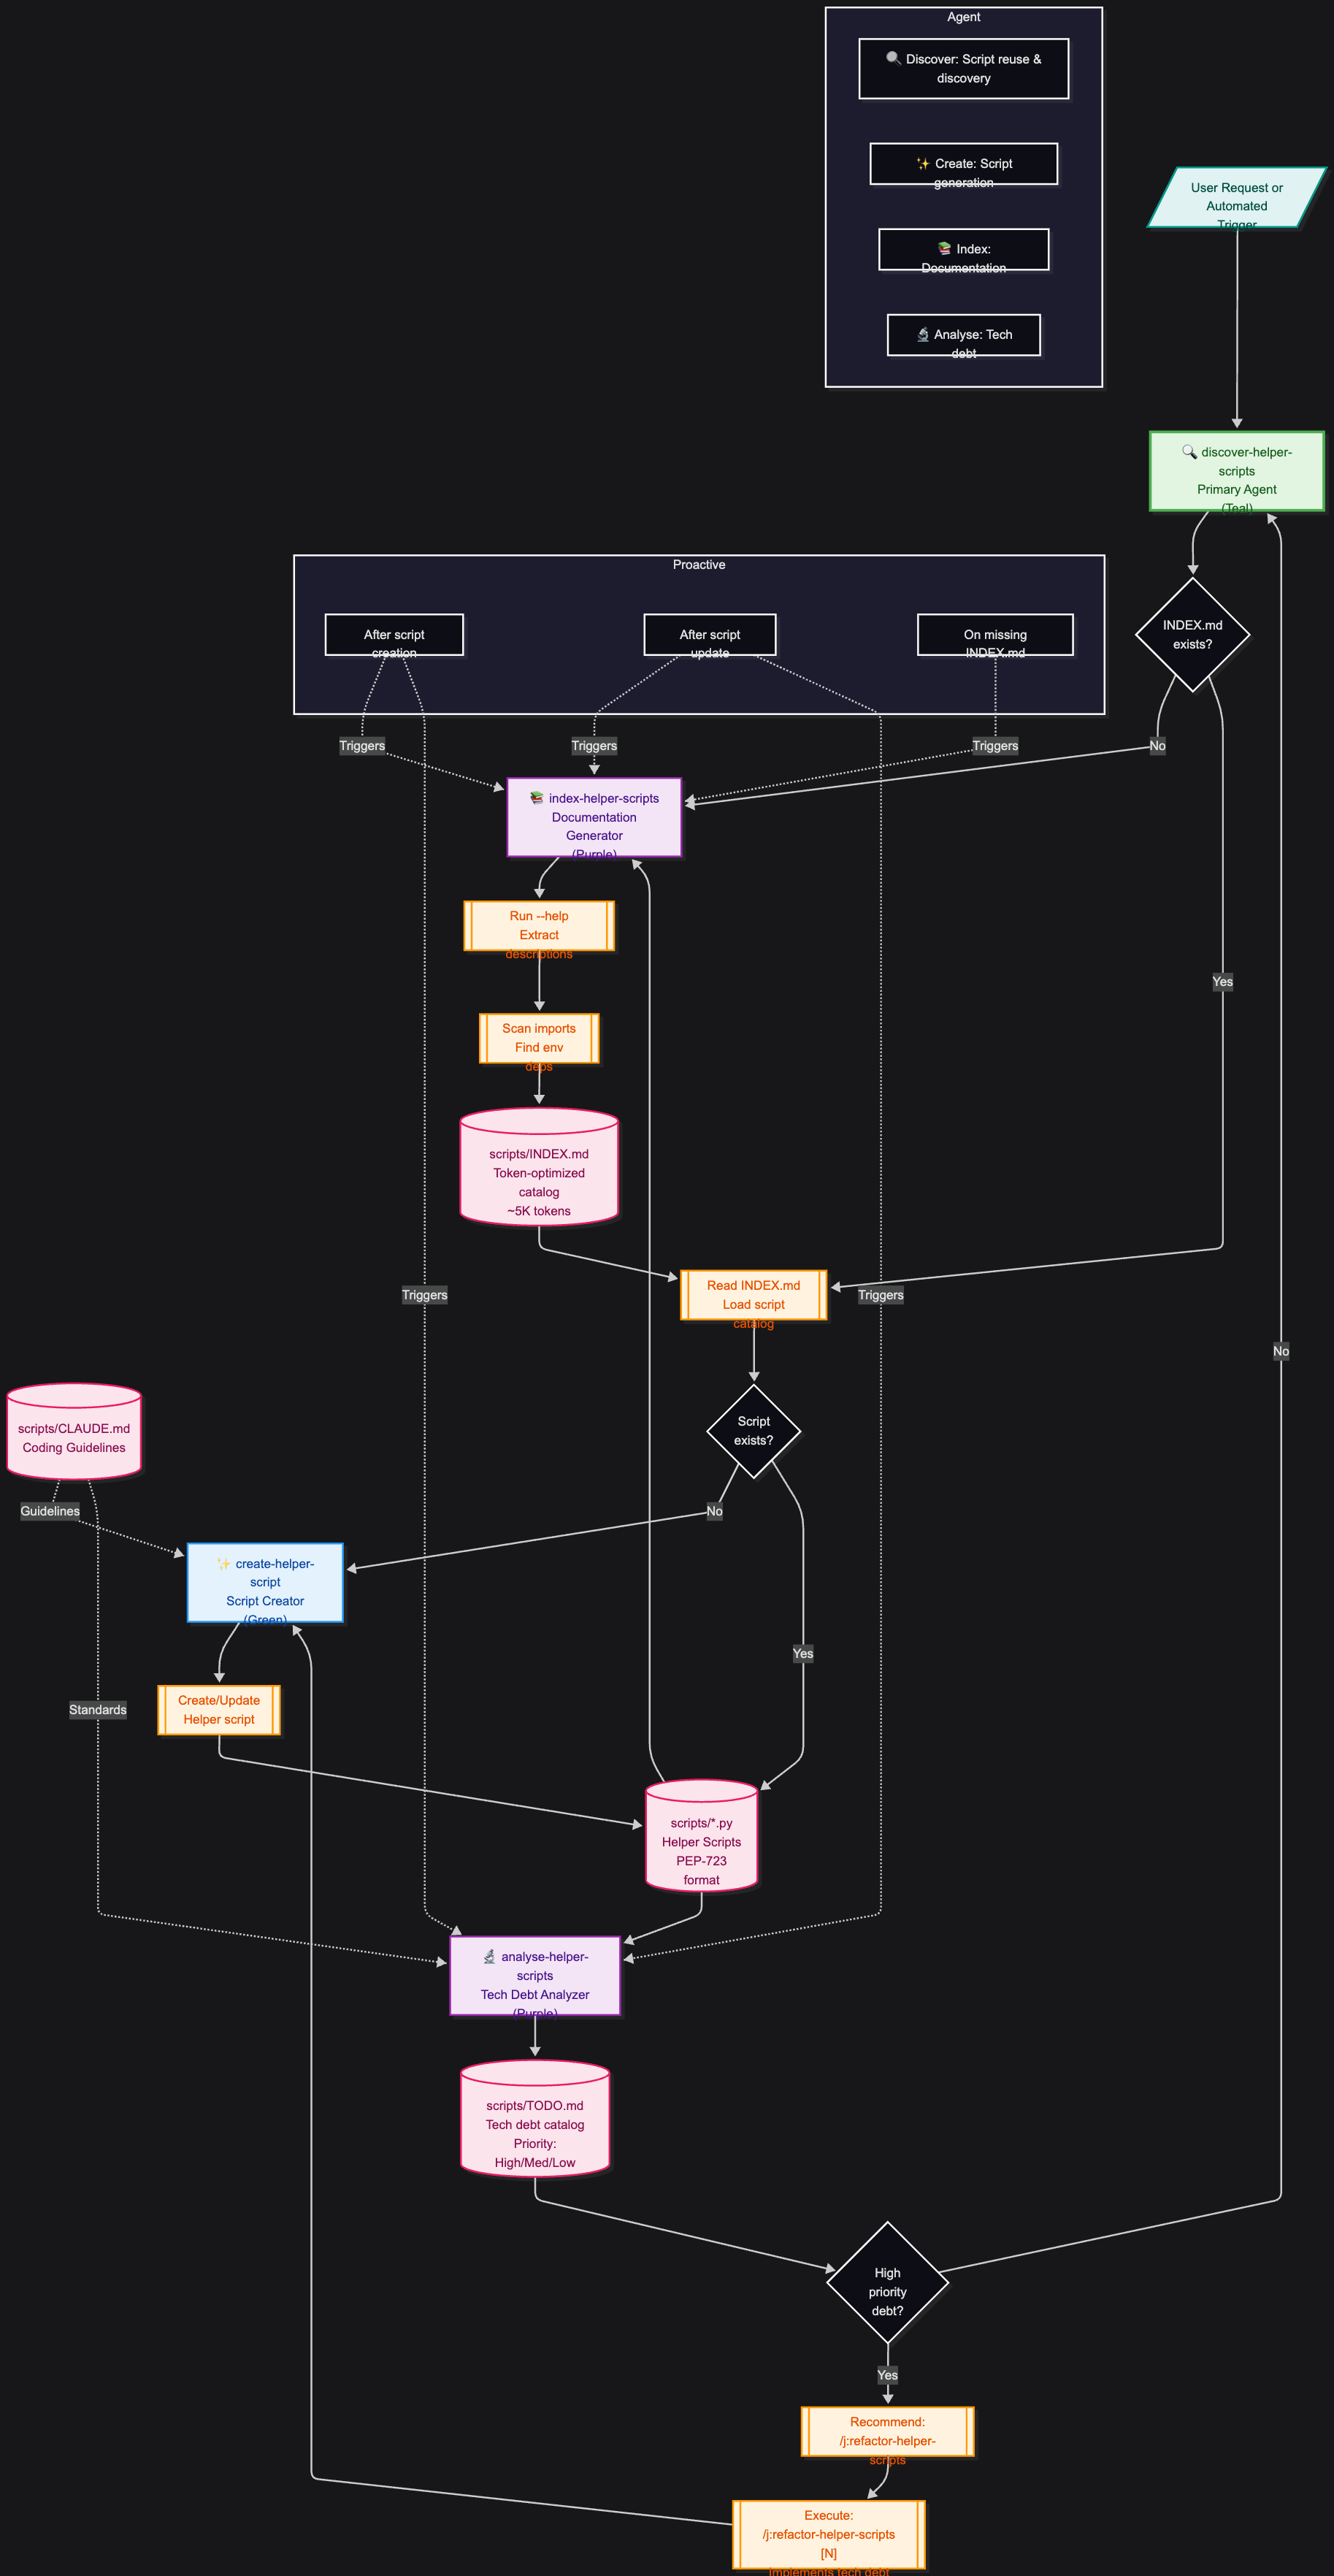 Agent
🔍 Discover: Script reuse &
discovery
✨ Create: Script
generation
📚 Index:
Documentation
🔬 Analyse: Tech
debt
User Request or
Automated
Trigger
🔍 discover-helper-
scripts
Primary Agent
(Teal)
Proactive
After script
creation
After script
update
On missing
INDEX.md
INDEX.md
exists?
Triggers
Triggers
Triggers
No
📚 index-helper-scripts
Documentation
Generator
(Purple)
Run --help
Extract
descriptions
Yes
Scan imports
Find env
deps
scripts/INDEX.md
Token-optimized
catalog
~5K tokens
Triggers
Read INDEX.md
Load script
catalog
Triggers
No
scripts/CLAUDE.md
Coding Guidelines
Script
exists?
Guidelines
No
✨ create-helper-
script
Script Creator
(Green)
Yes
Create/Update
Helper script
Standards
scripts/*.py
Helper Scripts
PEP-723
format
🔬 analyse-helper-
scripts
Tech Debt Analyzer
(Purple)
scripts/TODO.md
Tech debt catalog
Priority:
High/Med/Low
High
priority
debt?
Yes
Recommend:
/j:refactor-helper-
scripts
Execute:
/j:refactor-helper-scripts
[N]
Implements tech debt